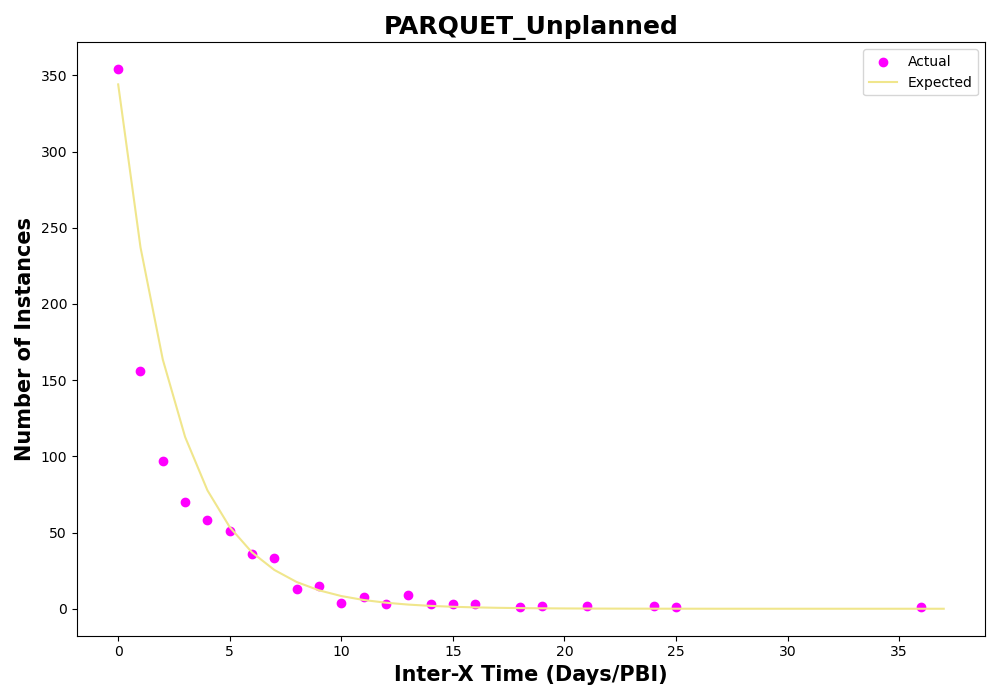 PARQUET_Unplanned
Actual
Expected
Number of Instances
350
300
250
200
150
100
50
0
0 5 10 15 20 25 30 35
Inter-X Time (Days/PBI)